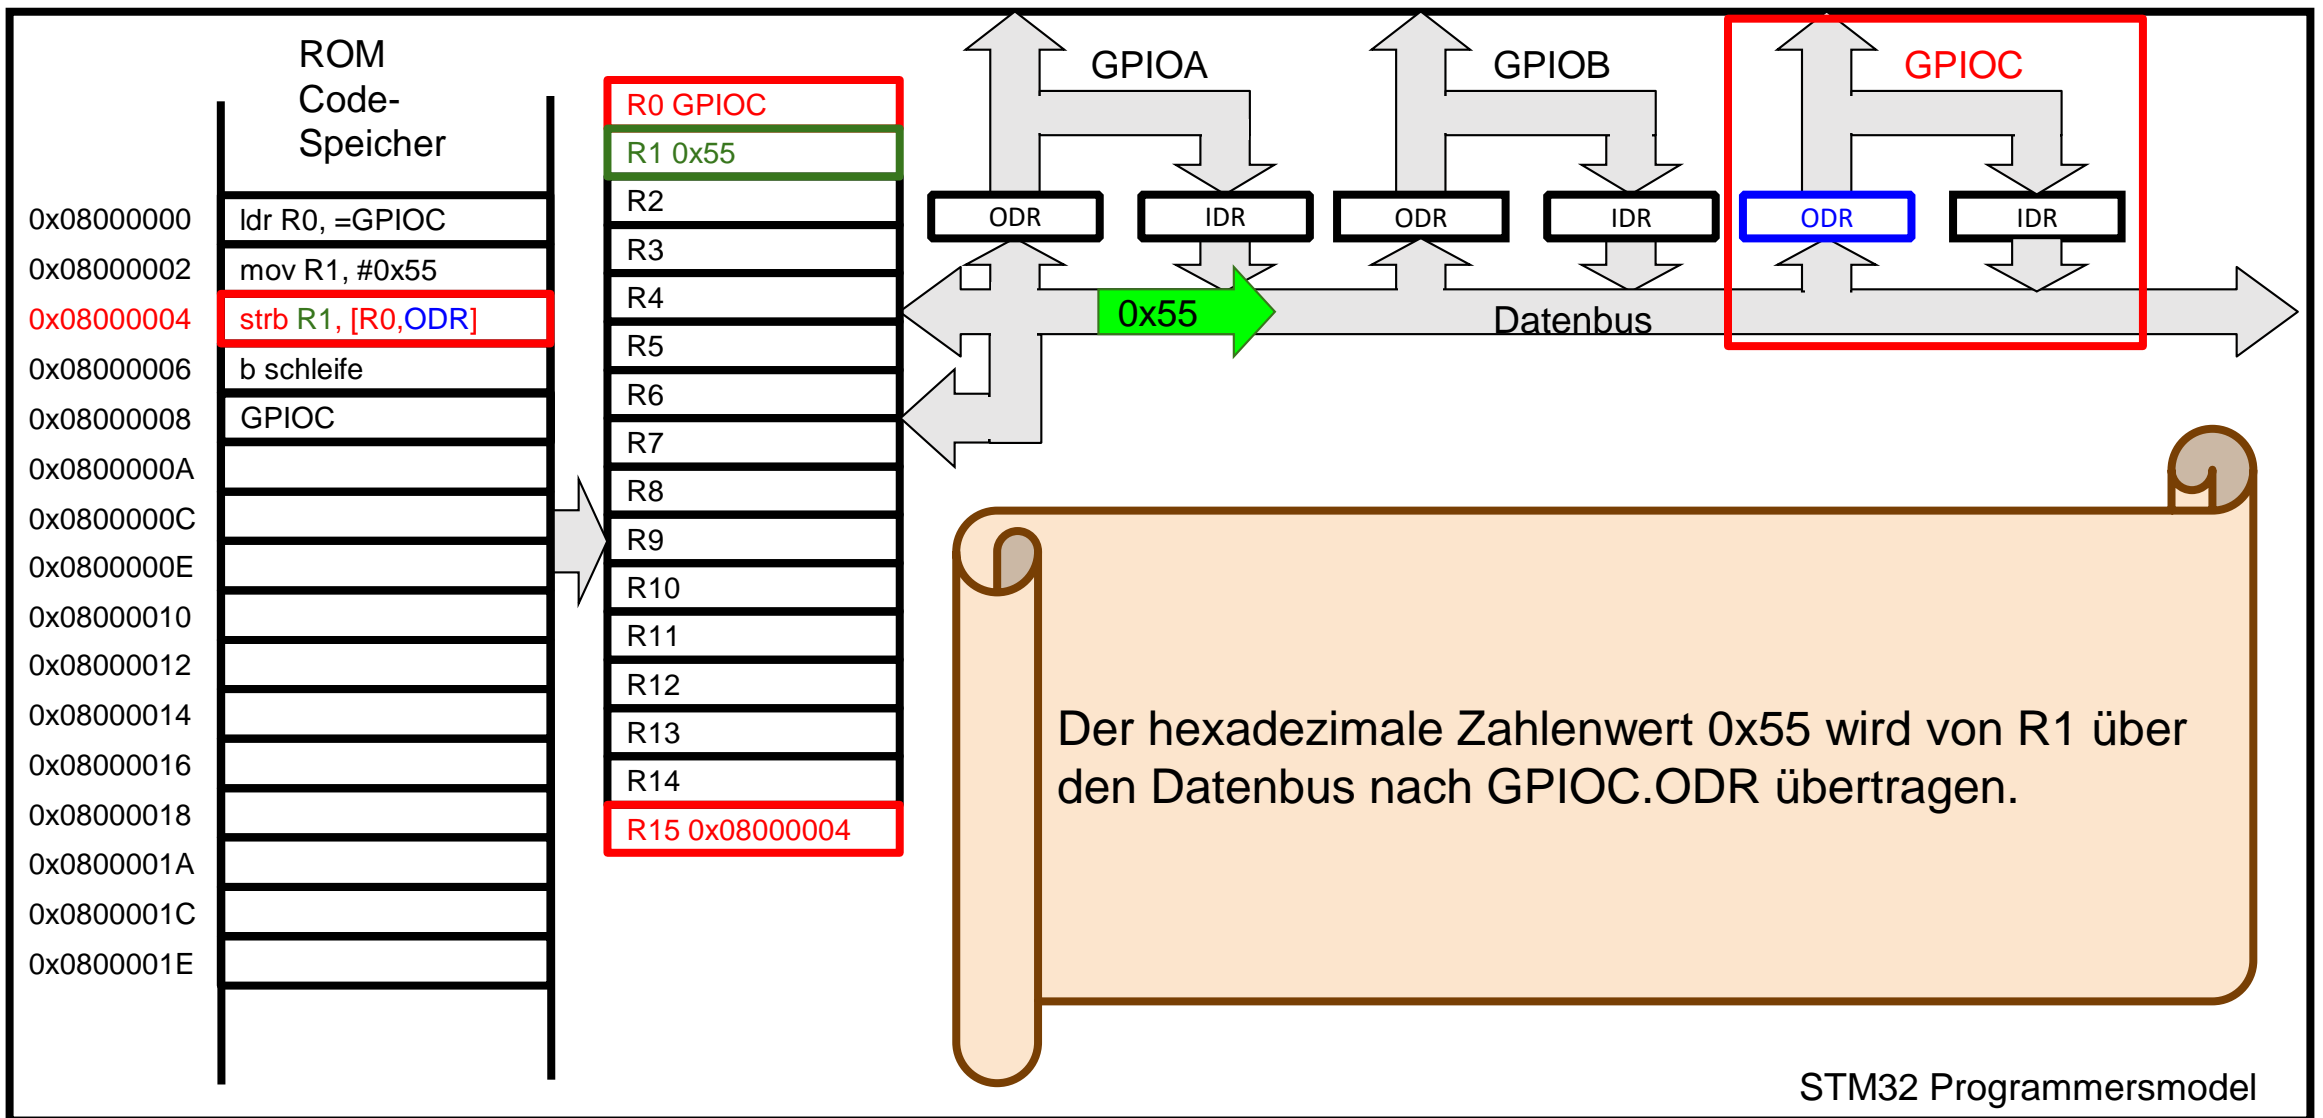 ROM
Code-
Speicher
0x08000000 ldr R0, =GPIOC
0x08000002 mov R1, #0x55
0x08000004 strb R1, [R0,ODR]
0x08000006 b schleife
0x08000008 GPIOC
0x0800000A
0x0800000C
0x0800000E
0x08000010
0x08000012
0x08000014
0x08000016
0x08000018
0x0800001A
0x0800001C
0x0800001E
R0 GPIOC
R1 0x55
R2
R3
R4
R5
R6
R7
R8
R9
R10
R11
R12
R13
R14
R15 0x08000004
GPIOA
GPIOB
GPIOC
ODR
IDR
ODR
IDR
ODR
IDR
0x55
Datenbus
Der hexadezimale Zahlenwert 0x55 wird von R1 über
den Datenbus nach GPIOC.ODR übertragen.
STM32 Programmersmodel